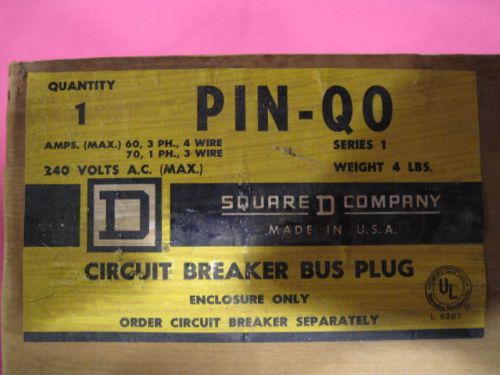 QUANTITY
1
PIN-QO
AMPS. (MAX.) 60, 3 PH., 4 WIRE
70, 1 PH., 3 WIRE
SERIES 1
240 VOLTS A.C. (MAX.)
WEIGHT 4 LBS.
D
SQUARE D COMPANY
MADE IN U.S.A.
®
CIRCUIT BREAKER BUS PLUG
ENCLOSURE ONLY
ORDER CIRCUIT BREAKER SEPARATELY
UL
L 6281